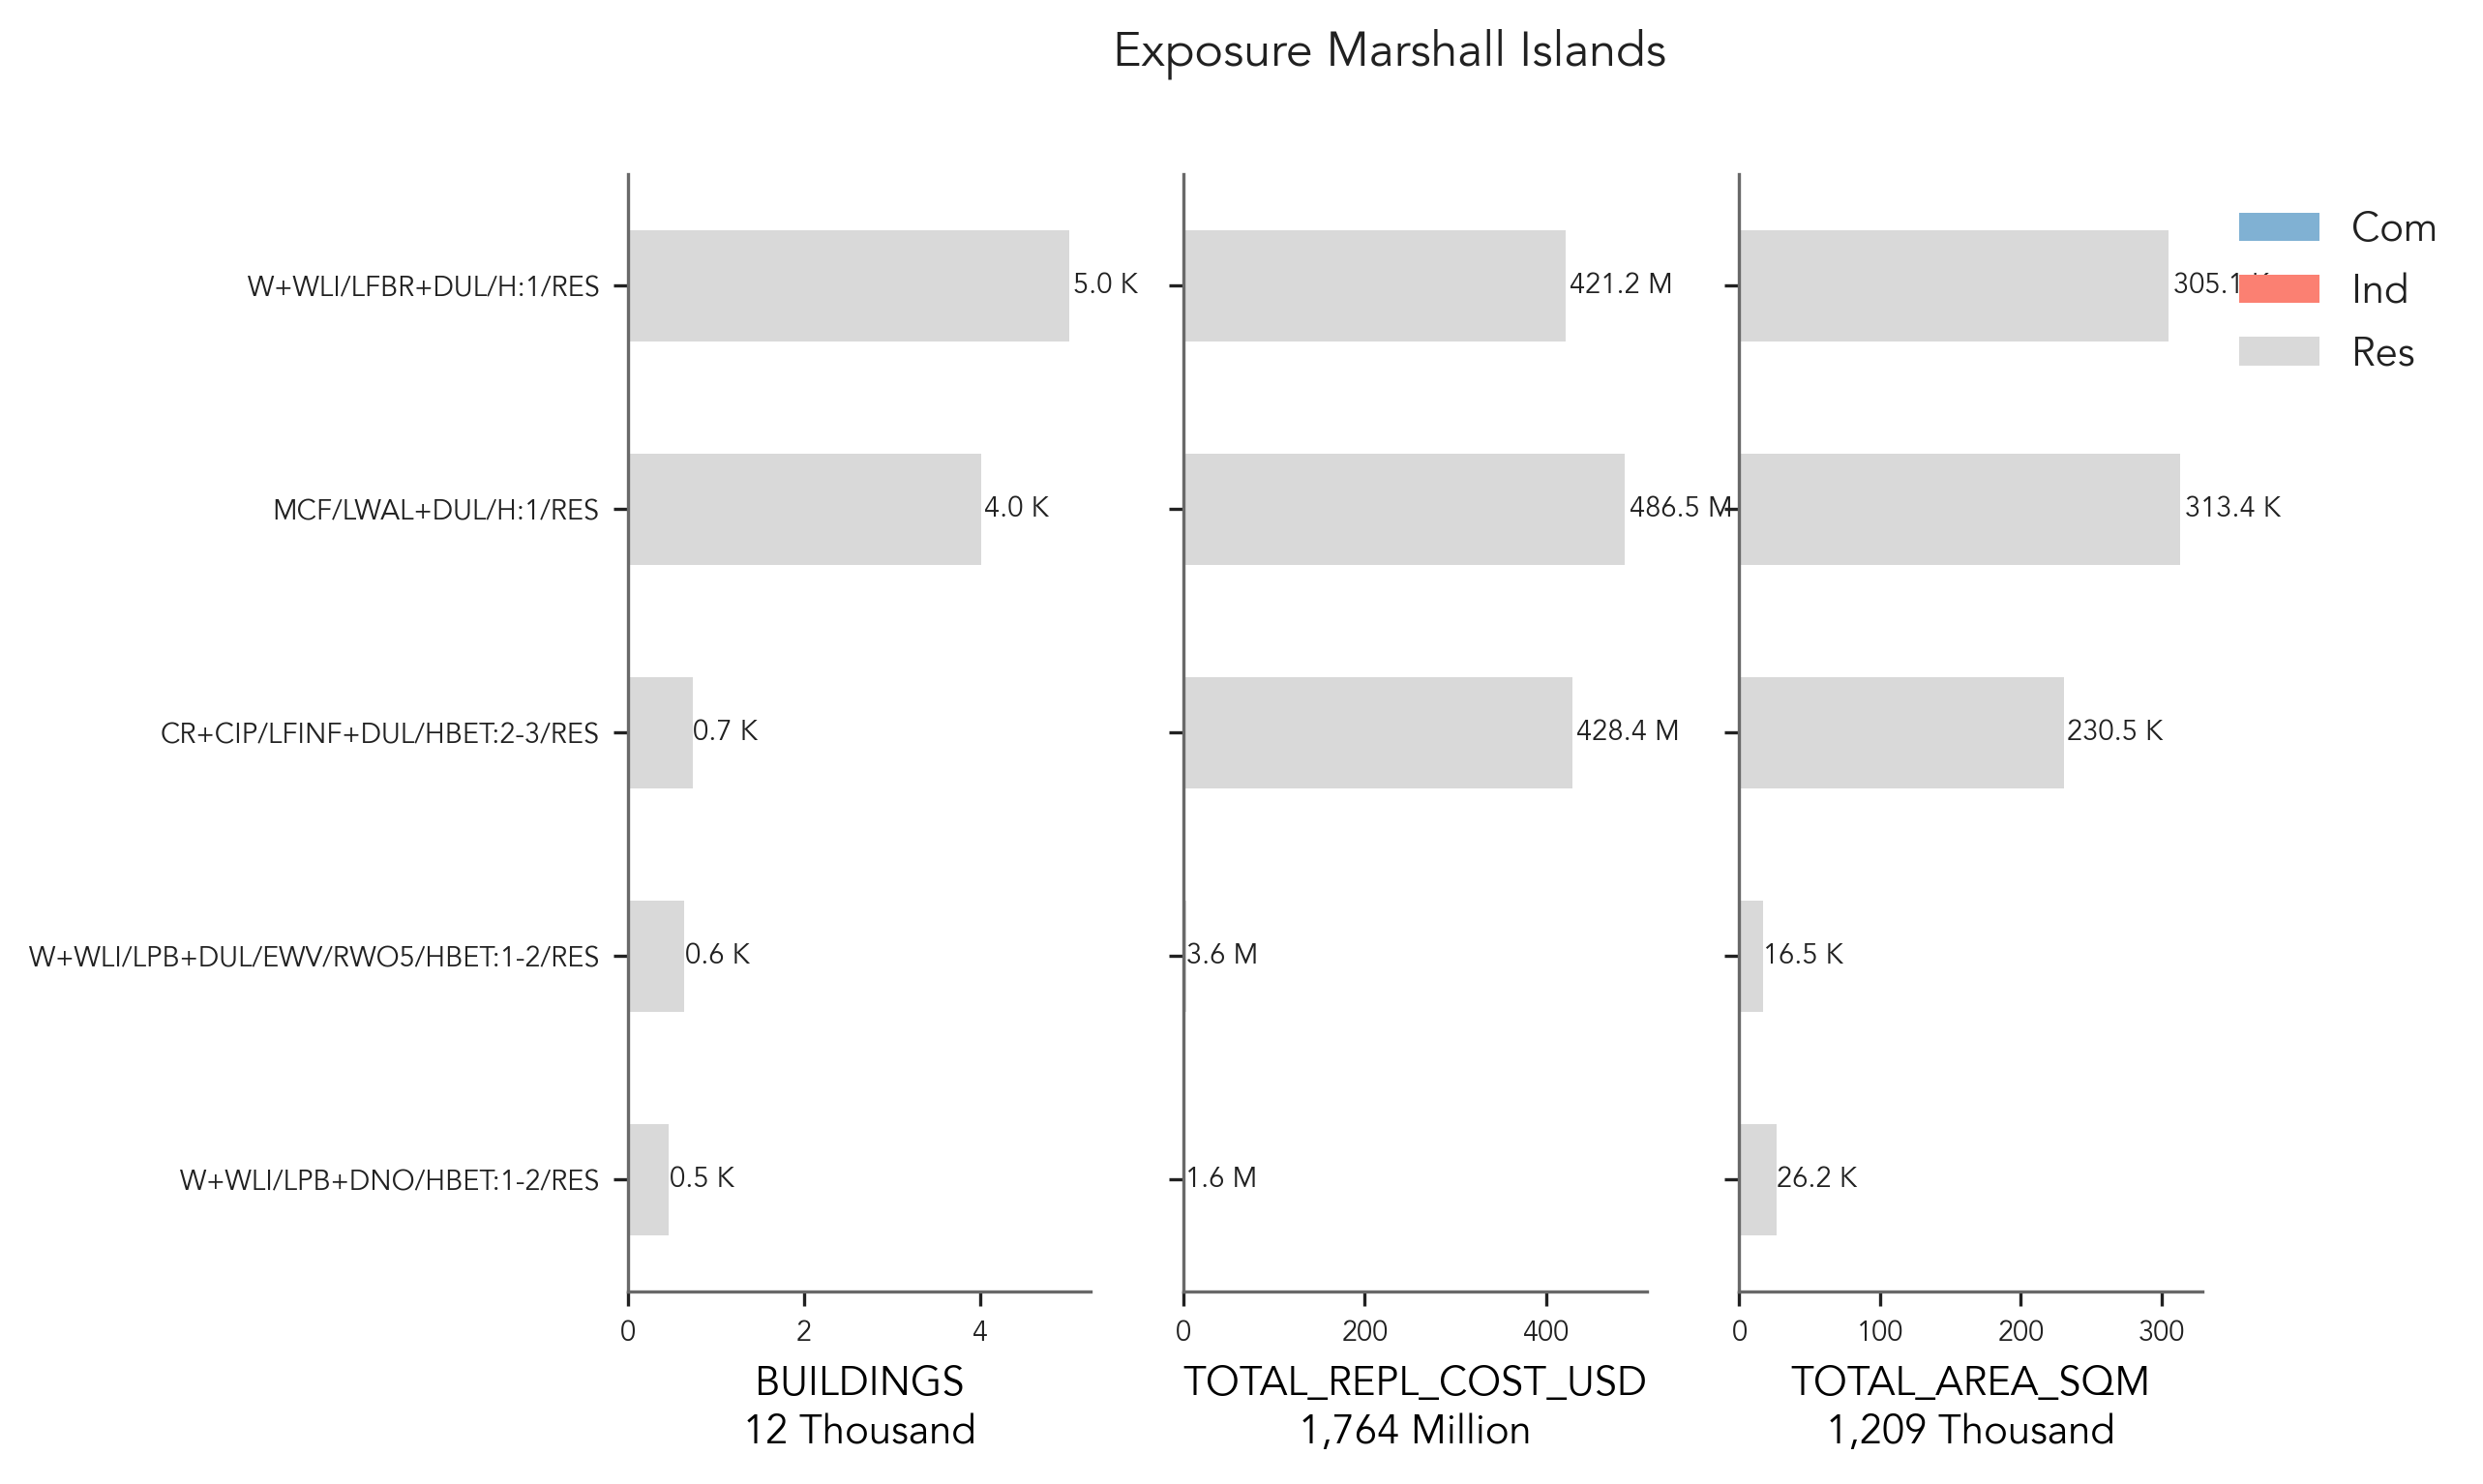 Exposure Marshall Islands
Com
Ind
Res
W+WLI/LFBR+DUL/H:1/RES
5.0 K
421.2 M
305.1
MCF/LWAL+DUL/H:1/RES
4.0 K
486.5 M
313.4 K
CR+CIP/LFINF+DUL/HBET:2-3/RES
0.7 K
428.4 M
230.5 K
W+WLI/LPB+DUL/EWV/RWO5/HBET:1-2/RES
0.6 K
3.6 M
16.5 K
W+WLI/LPB+DNO/HBET:1-2/RES
0.5 K
1.6 M
26.2 K
0 2 4
0 200 400
0 100 200 300
BUILDINGS
12 Thousand
TOTAL_REPL_COST_USD
1,764 Million
TOTAL_AREA_SQM
1,209 Thousand